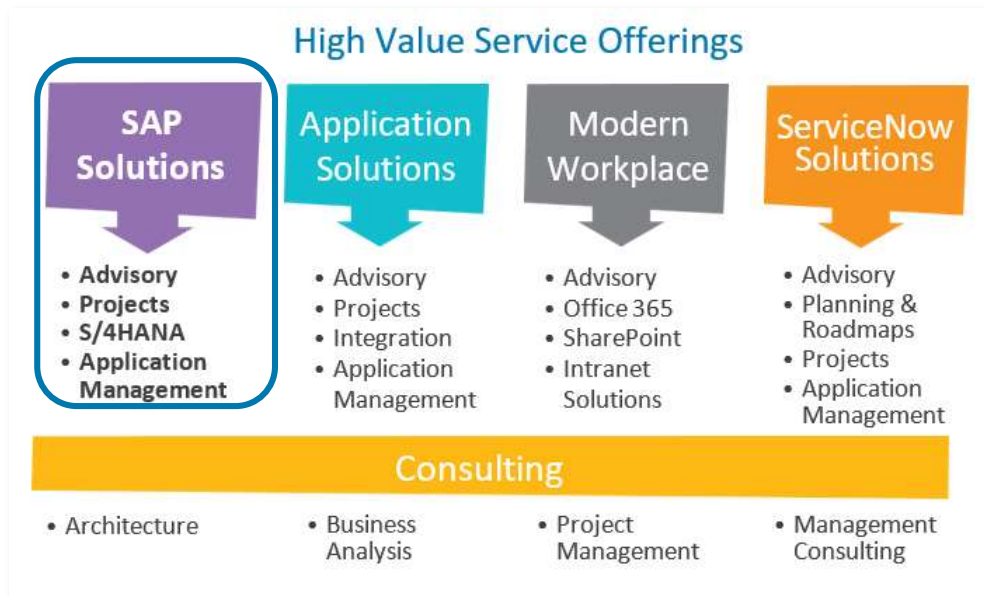 High Value Service Offerings
SAP
Solutions
• Advisory
• Projects
• S/4HANA
• Application
Management
Application
Solutions
• Advisory
• Projects
• Integration
• Application
Management
Modern
Workplace
• Advisory
• Office 365
• SharePoint
• Intranet
Solutions
ServiceNow
Solutions
• Advisory
• Planning &
Roadmaps
• Projects
• Application
Management
Consulting
• Architecture
• Business
Analysis
• Project
Management
• Management
Consulting